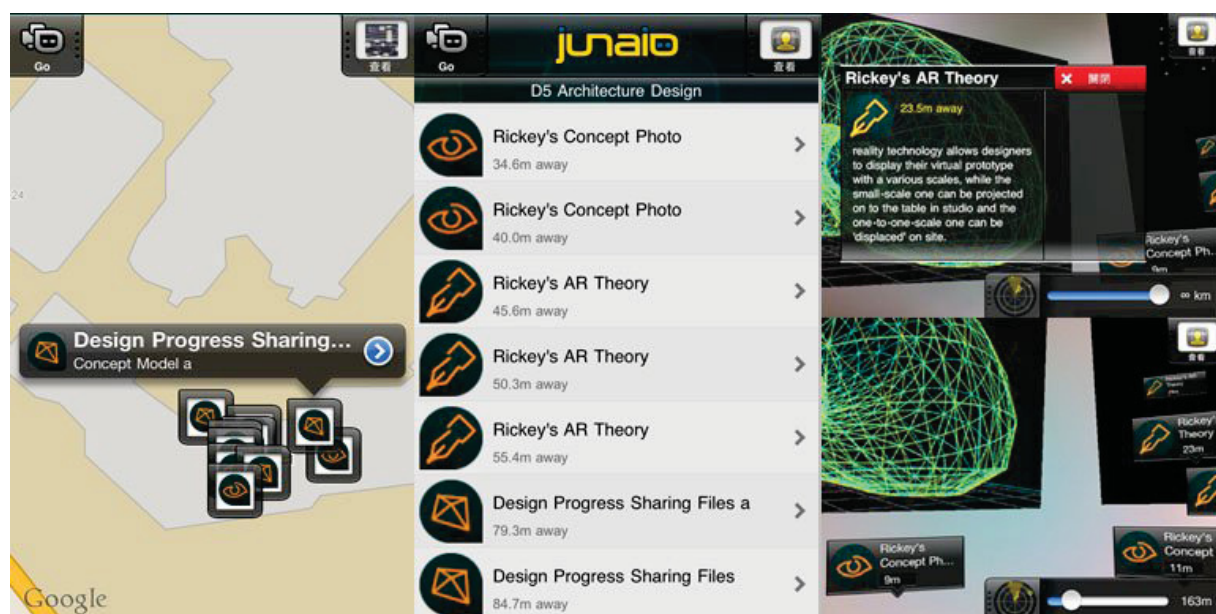 Go
查看
24
Design Progress Sharing...
Concept Model a
Google
Go
junaio
查看
D5 Architecture Design
Rickey's Concept Photo
34.6m away
Rickey's Concept Photo
40.0m away
Rickey's AR Theory
45.6m away
Rickey's AR Theory
50.3m away
Rickey's AR Theory
55.4m away
Design Progress Sharing Files a
79.3m away
Design Progress Sharing Files
84.7m away
查看
Rickey's AR Theory
關閉
23.5m away
reality technology allows designers
to display their virtual prototype
with a various scales, while the
small-scale one can be projected
on to the table in studio and the
one-to-one-scale one can be
'displaced' on site.
Rickey's
Concept Ph...
9m
∞ km
查看
Rickey's AR
Theory
Rickey's
Theory
23m
Rickey's
Concept Ph...
9m
Rickey's
Concept
11m
163m